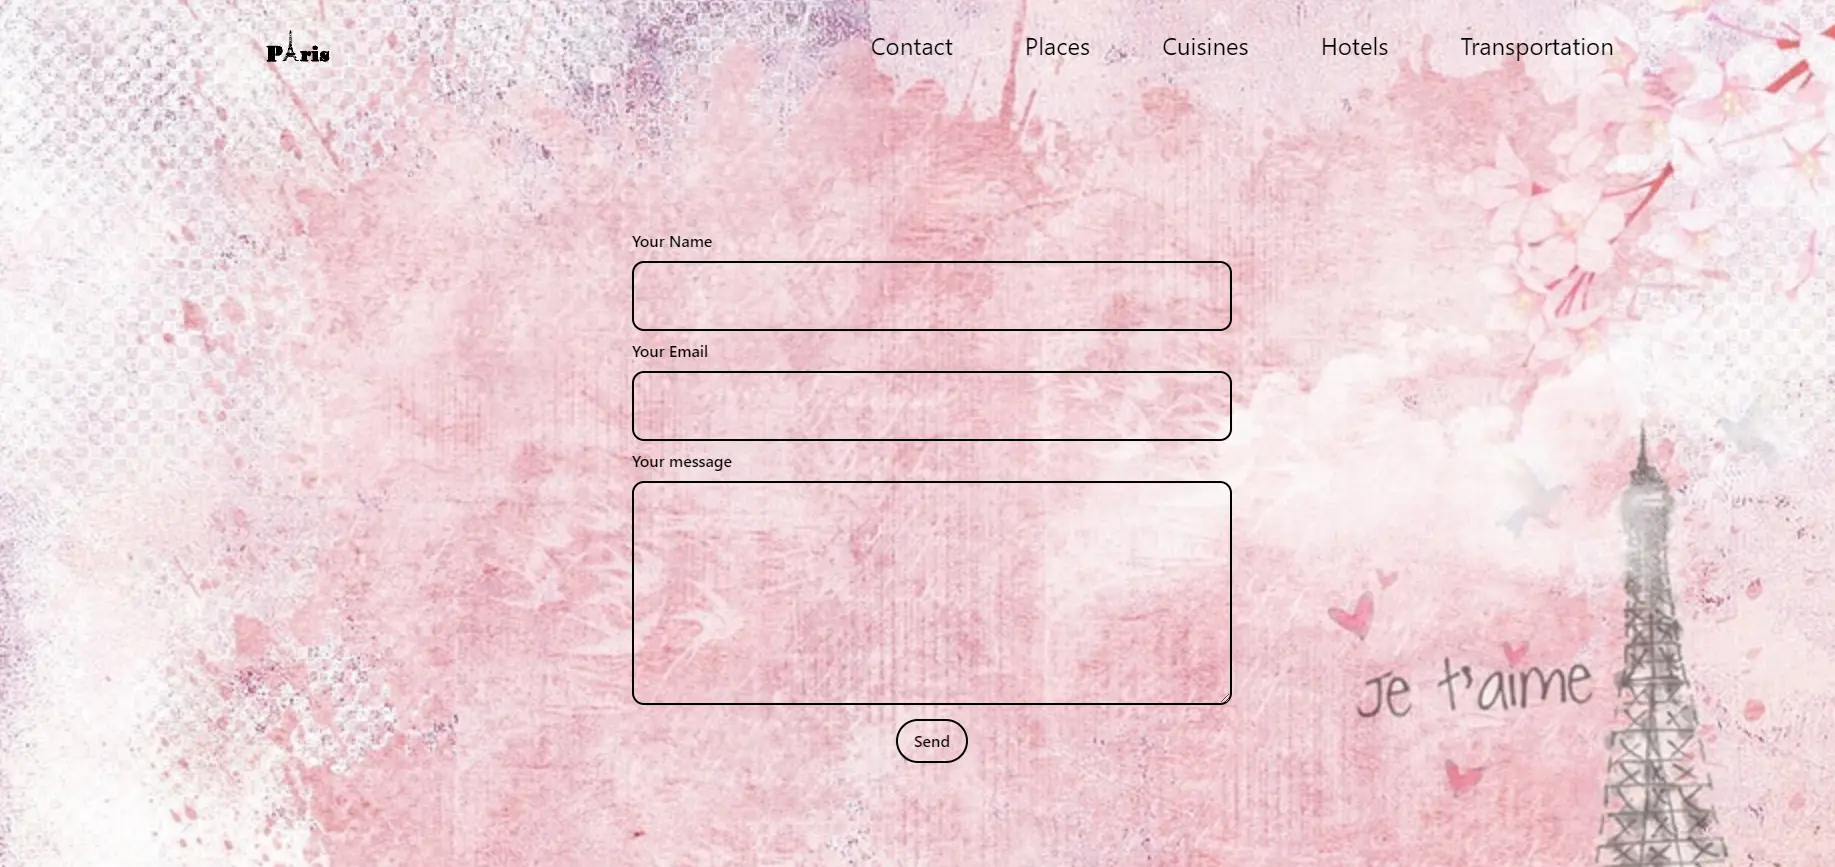 Paris
Contact Places Cuisines Hotels Transportation
Your Name
Your Email
Your message
Je t'aime
Send